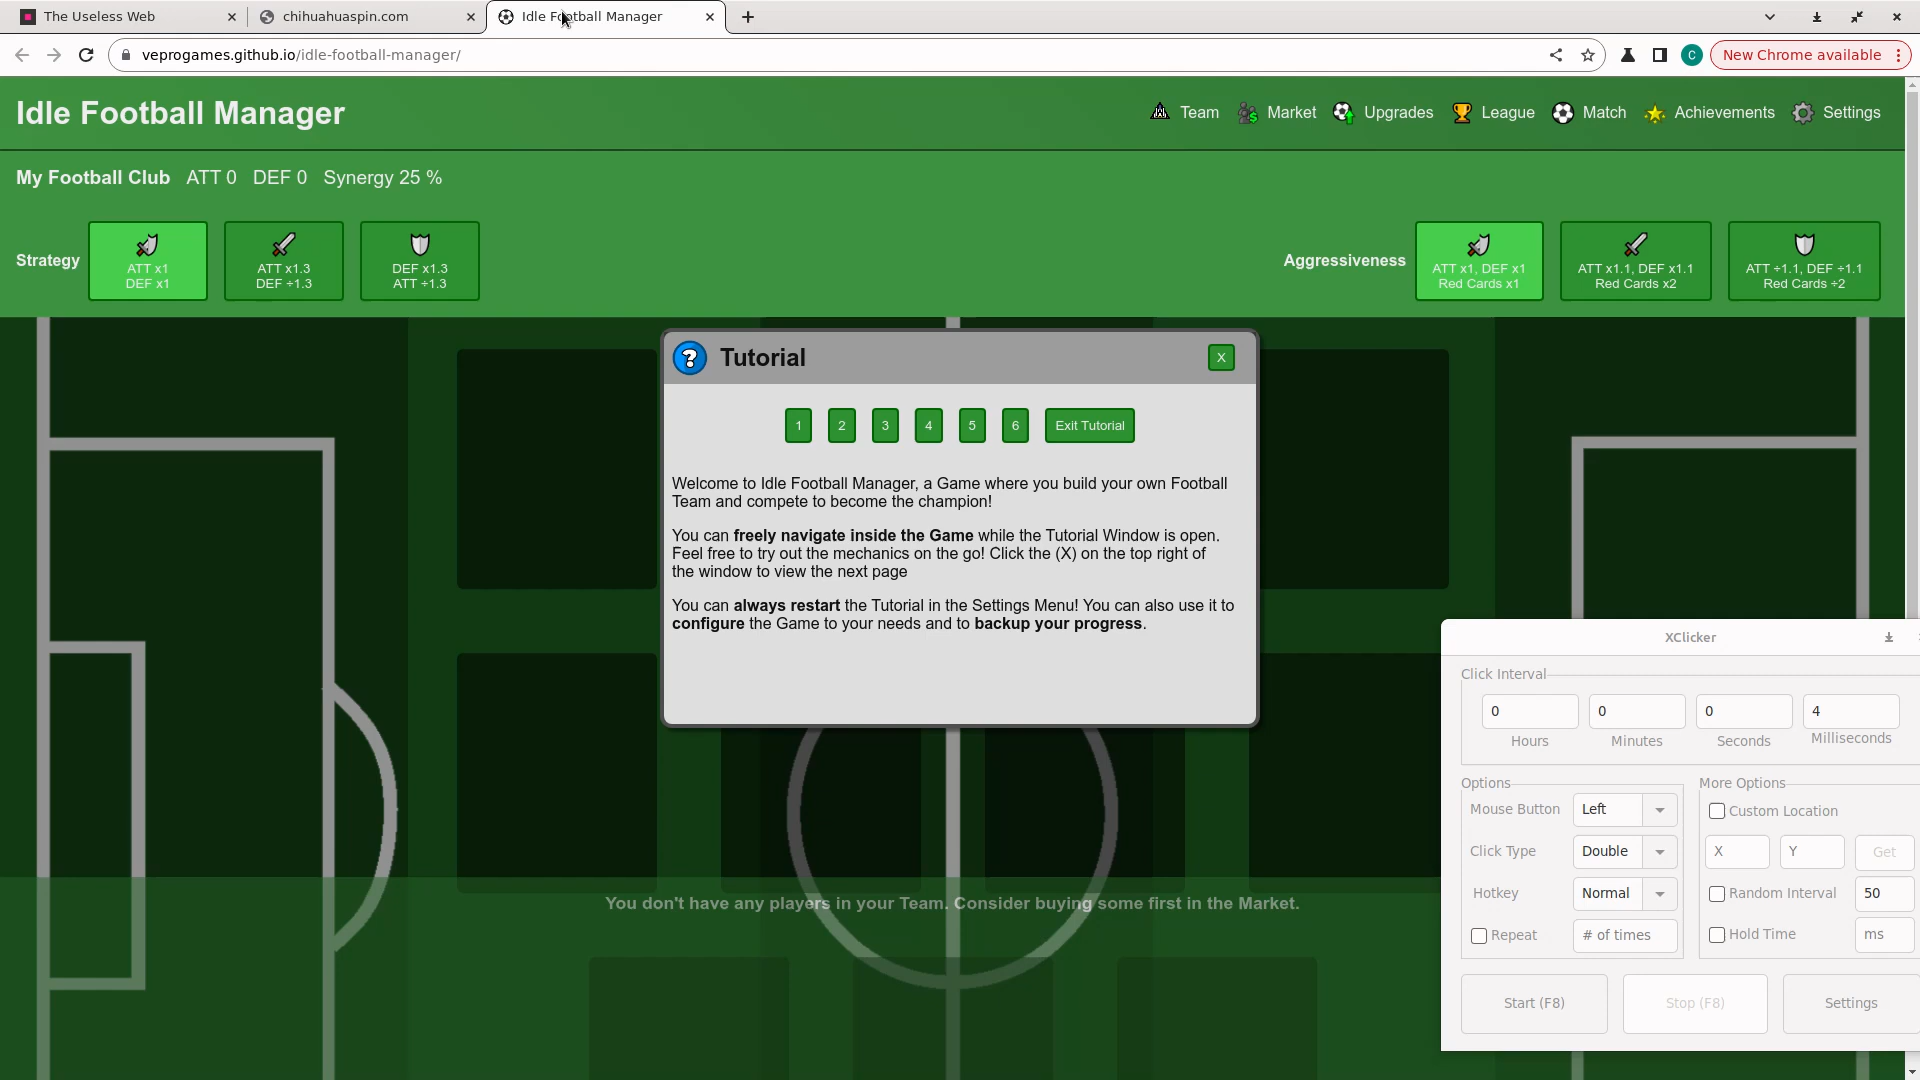 The Useless Web
chihuahuaspin.com
Idle Football Manager
veprogames.github.io/idle-football-manager/
C
New Chrome available
Idle Football Manager
Team
Market
Upgrades
League
Match
Achievements
Settings
My Football Club ATT 0 DEF 0 Synergy 25 %
Strategy
ATT x1
DEF x1
ATT x1.3
DEF ÷1.3
DEF x1.3
ATT ÷1.3
Aggressiveness
ATT x1, DEF x1
Red Cards x1
ATT x1.1, DEF x1.1
Red Cards x2
ATT ÷1.1, DEF ÷1.1
Red Cards ÷2
? Tutorial
X
1 2 3 4 5 6 Exit Tutorial
Welcome to Idle Football Manager, a Game where you build your own Football
Team and compete to become the champion!
You can freely navigate inside the Game while the Tutorial Window is open.
Feel free to try out the mechanics on the go! Click the (X) on the top right of
the window to view the next page
You can always restart the Tutorial in the Settings Menu! You can also use it to
configure the Game to your needs and to backup your progress.
You don't have any players in your Team. Consider buying some first in the Market.
XClicker
Click Interval
0 0 0 4
Hours Minutes Seconds Milliseconds
Options
Mouse Button Left
Click Type Double
Hotkey Normal
Repeat # of times
More Options
Custom Location
X Y Get
Random Interval 50
Hold Time ms
Start (F8) Stop (F8) Settings